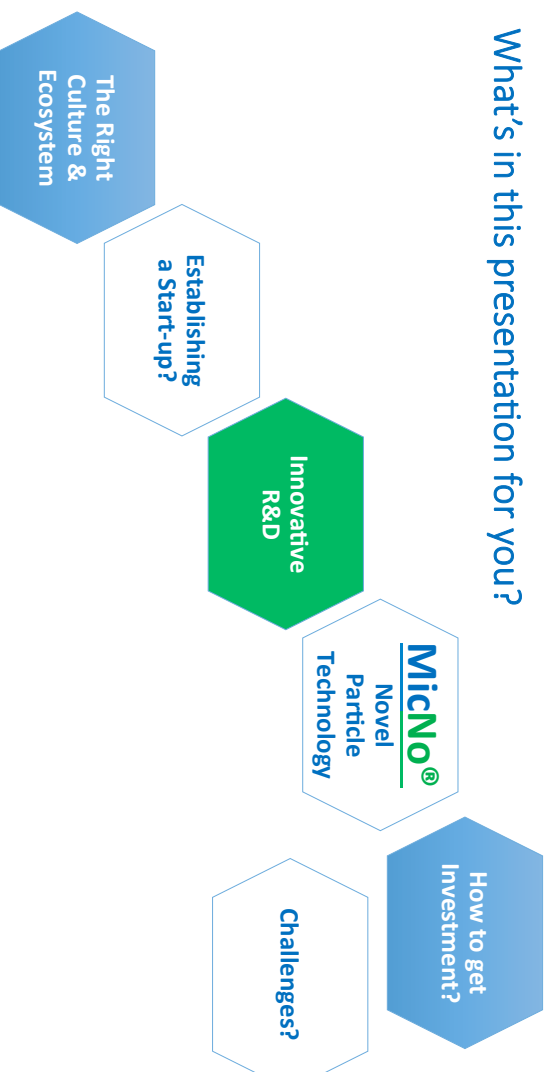 What's in this presentation for you?
The Right
Culture &
Ecosystem
Establishing
a Start-up?
Innovative
R&D
MicNo®
Novel
Particle
Technology
How to get
Investment?
Challenges?